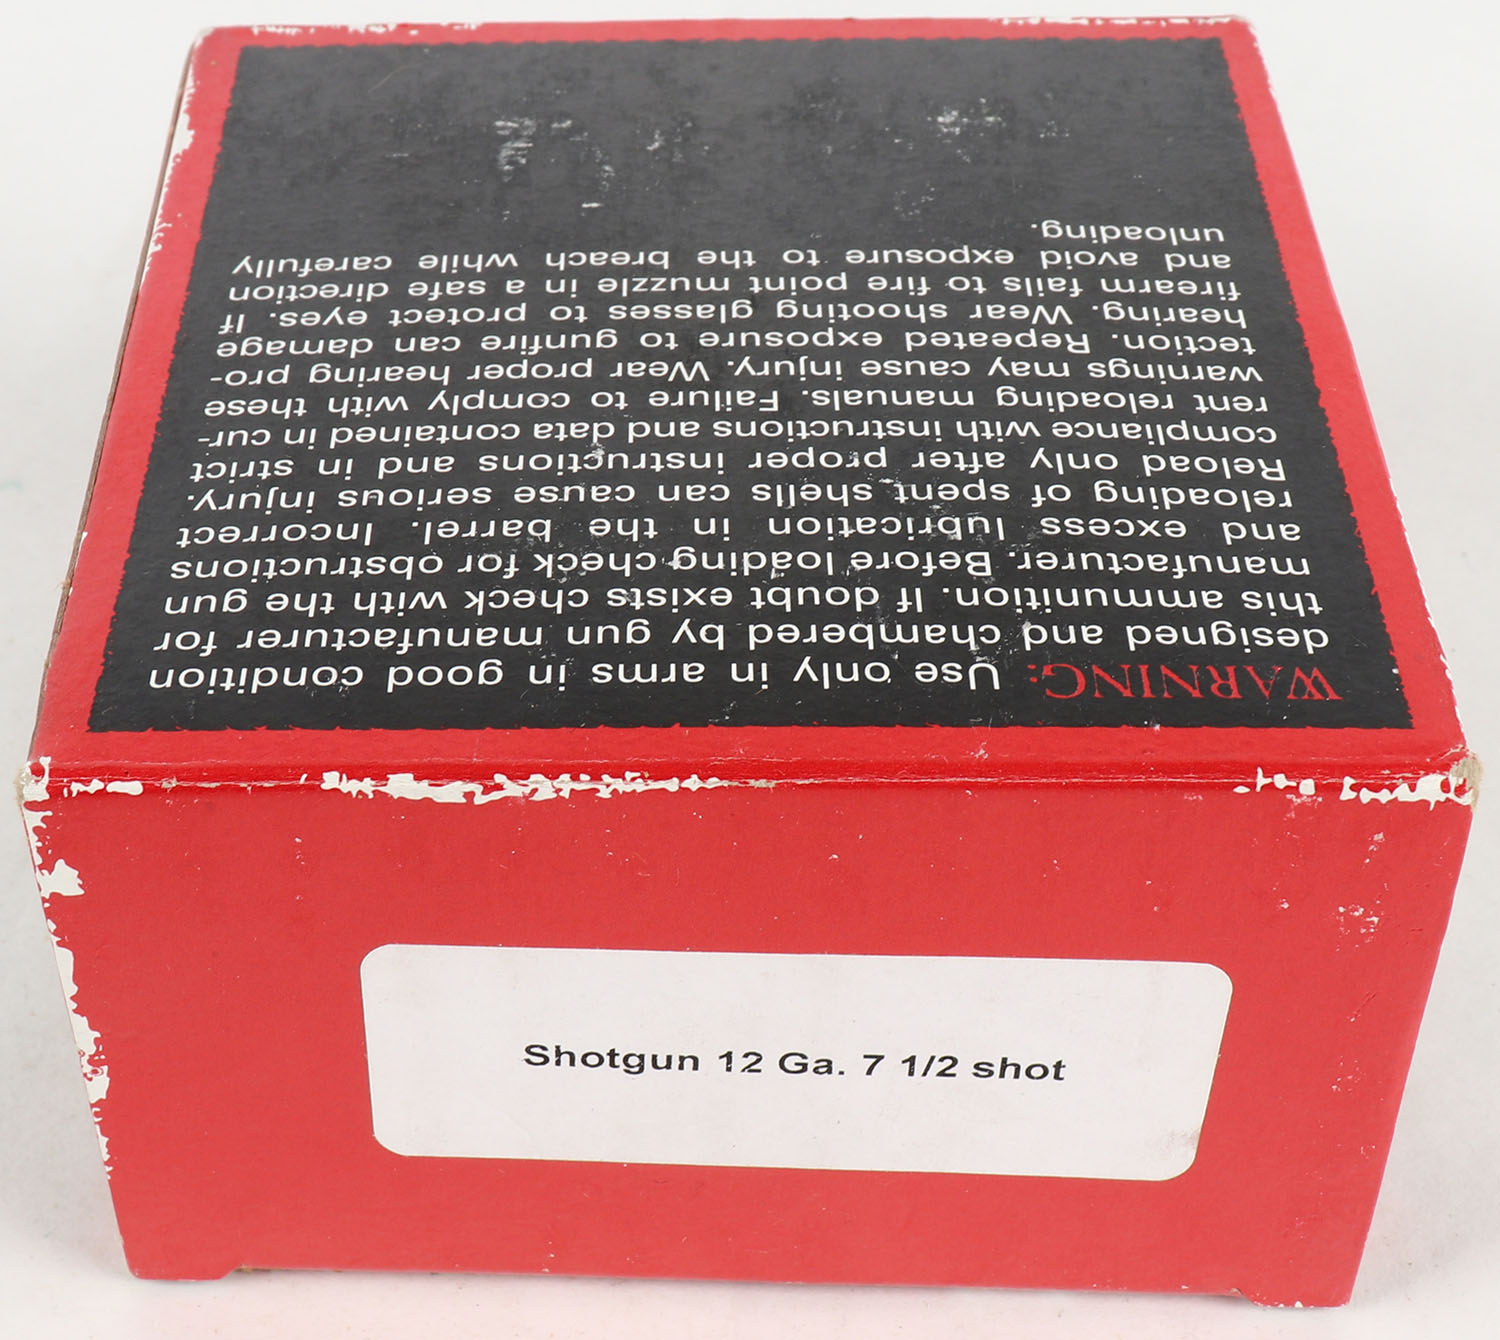 WARNING: Use only in arms in good condition
designed and chambered by gun manufacturer for
this ammunition. If doubt exists check with the gun
manufacturer. Before loading check for obstructions
and excess lubrication in the barrel. Incorrect
reloading of spent shells can cause serious injury.
Reload only after proper instructions and in strict
compliance with instructions and data contained in cur-
rent reloading manuals. Failure to comply with these
warnings may cause injury. Wear proper hearing pro-
tection. Repeated exposure to gunfire can damage
hearing. Wear shooting glasses to protect eyes. If
firearm fails to fire point muzzle in a safe direction
and avoid exposure to the breach while carefully
unloading.
Shotgun 12 Ga. 7 1/2 shot